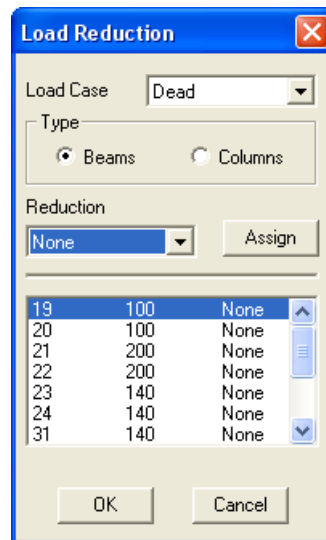 Load Reduction
Load Case Dead
Type
Beams Columns
Reduction
None Assign
19 100 None
20 100 None
21 200 None
22 200 None
23 140 None
24 140 None
31 140 None
OK Cancel